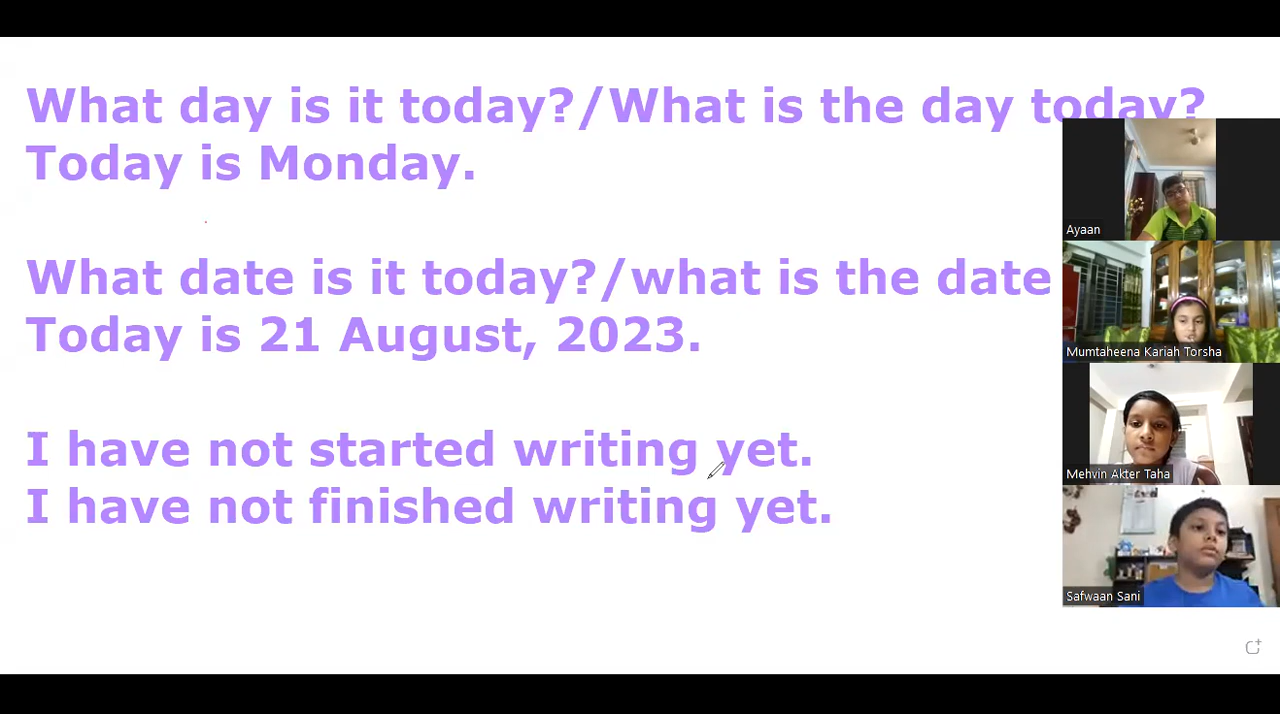 What day is it today?/What is the day today?
Today is Monday.
What date is it today?/what is the date
Today is 21 August, 2023.
I have not started writing yet.
I have not finished writing yet.
Ayaan
Mumtaheena Kariah Torsha
Mehvin Akter Taha
Safwaan Sani